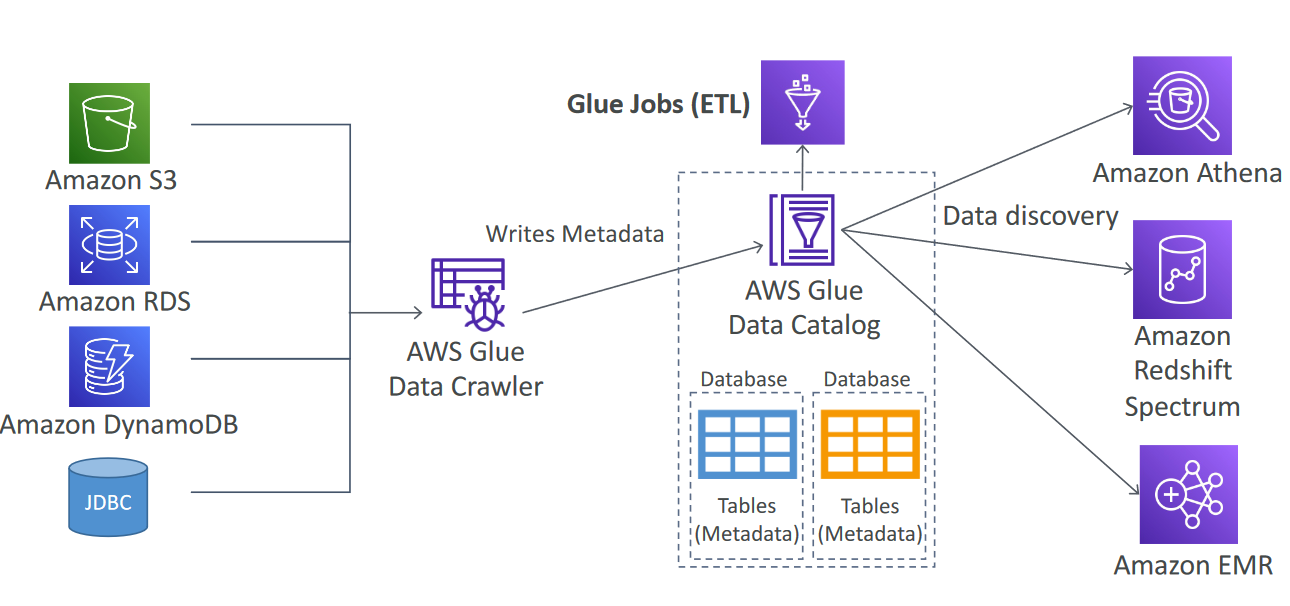 Amazon S3
Amazon RDS
Amazon DynamoDB
JDBC
AWS Glue
Data Crawler
Writes Metadata
Glue Jobs (ETL)
AWS Glue
Data Catalog
Database
Tables
(Metadata)
Database
Tables
(Metadata)
Data discovery
Amazon Athena
Amazon
Redshift
Spectrum
Amazon EMR